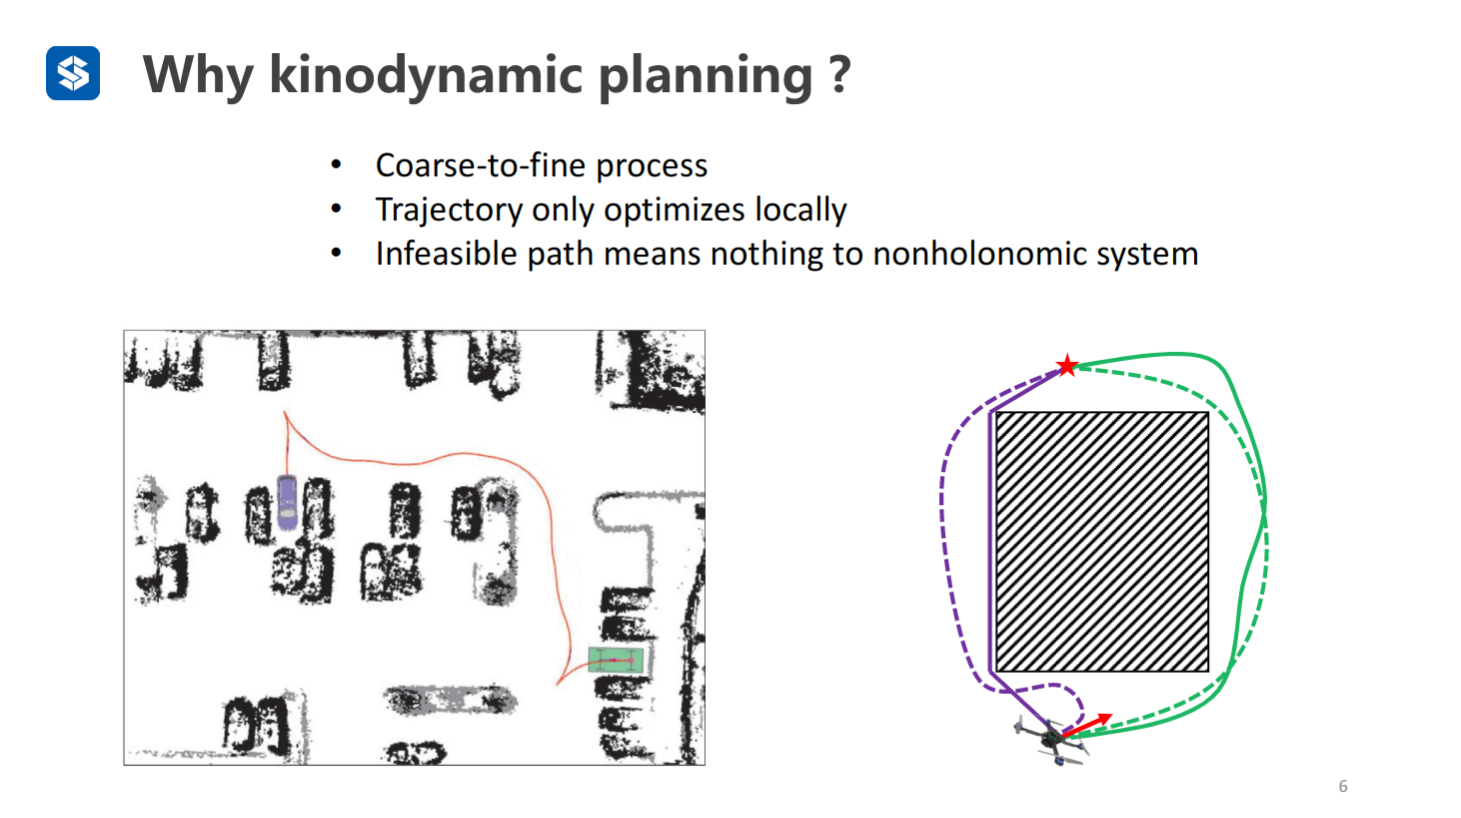 Why kinodynamic planning ?
• Coarse-to-fine process
• Trajectory only optimizes locally
• Infeasible path means nothing to nonholonomic system
6